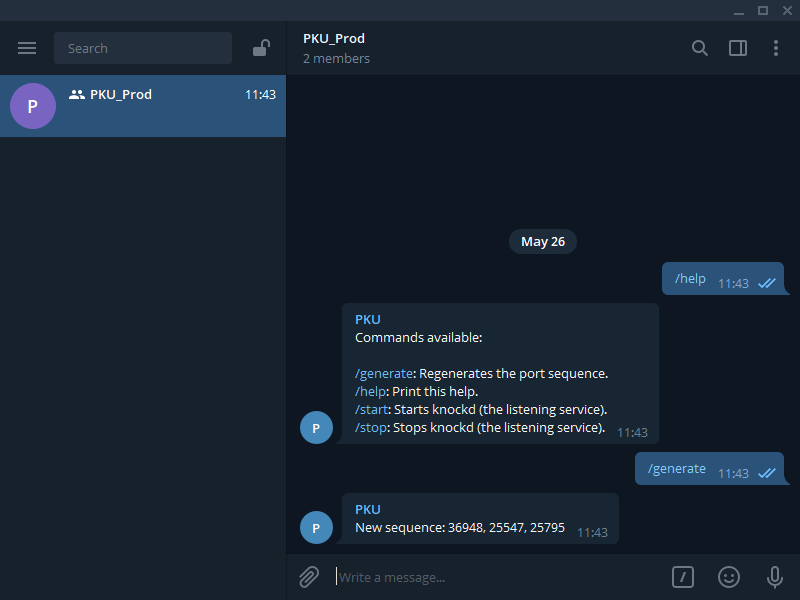 Search
PKU_Prod
2 members
P
PKU_Prod
11:43
May 26
/help 11:43
PKU
Commands available:
/generate: Regenerates the port sequence.
/help: Print this help.
/start: Starts knockd (the listening service).
/stop: Stops knockd (the listening service). 11:43
P
/generate 11:43
PKU
New sequence: 36948, 25547, 25795 11:43
P
Write a message...